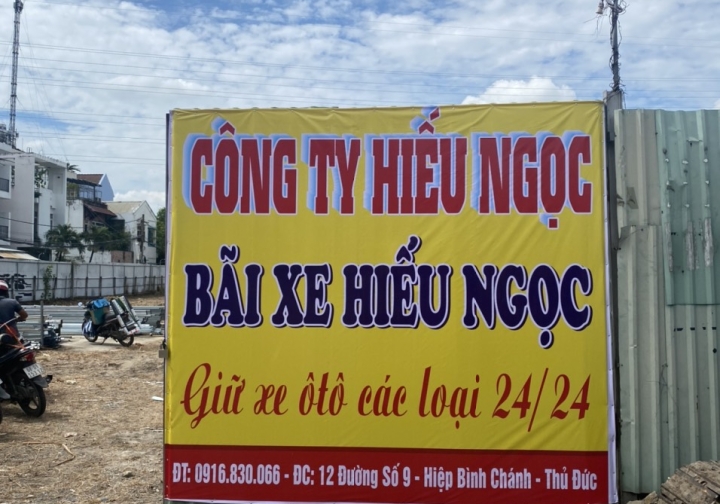 CÔNG TY HIẾU NGỌC
BÃI XE HIẾU NGỌC
Giữ xe ôtô các loại 24/24
ĐT: 0916.830.066 - ĐC: 12 Đường Số 9 - Hiệp Bình Chánh - Thủ Đức